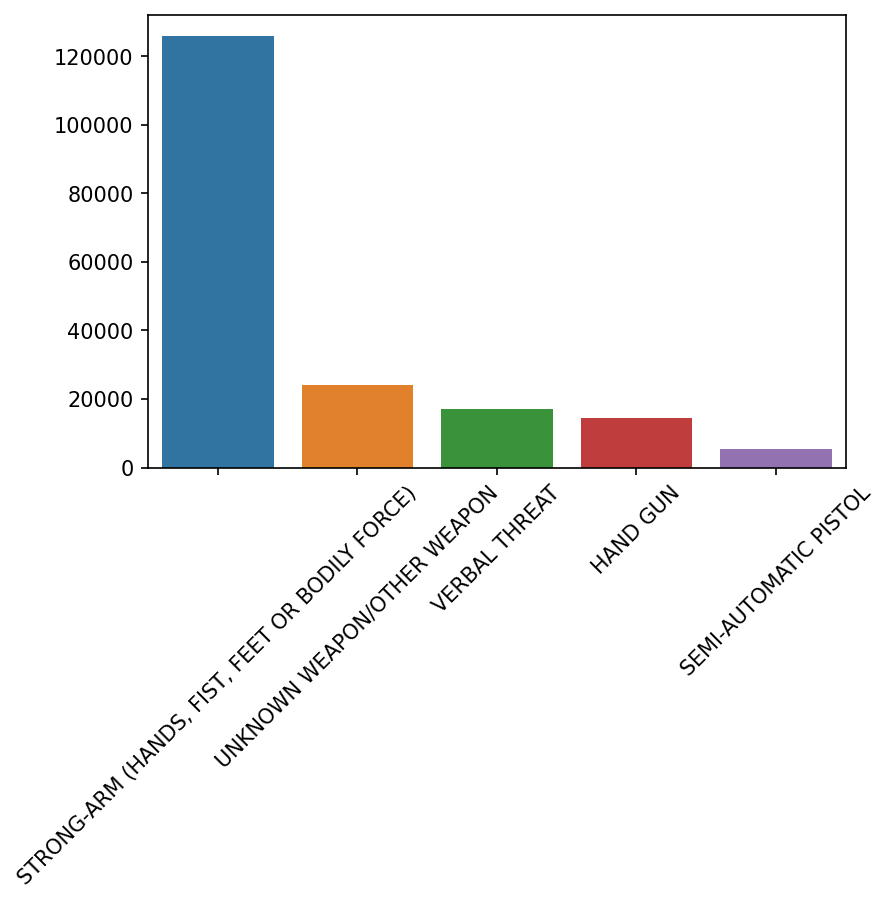 120000
100000
80000
60000
40000
20000
0
STRONG-ARM (HANDS, FIST, FEET OR BODILY FORCE)
UNKNOWN WEAPON/OTHER WEAPON
VERBAL THREAT
HAND GUN
SEMI-AUTOMATIC PISTOL